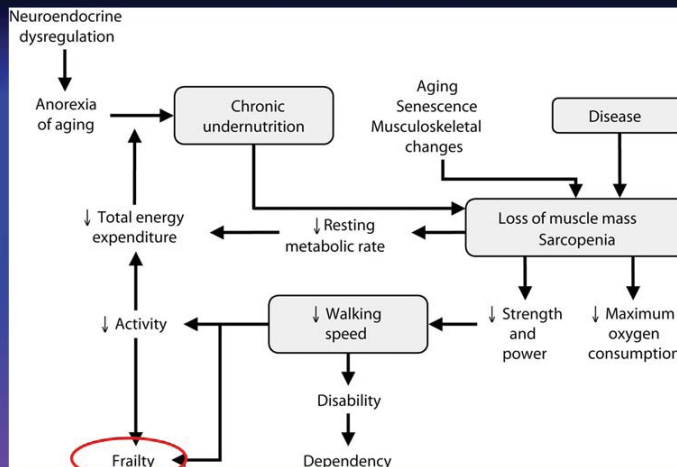 Neuroendocrine
dysregulation
Anorexia
of aging
Chronic
undernutrition
Aging
Senescence
Musculoskeletal
changes
Disease
↓ Total energy
expenditure
↓ Resting
metabolic rate
Loss of muscle mass
Sarcopenia
↓ Activity
↓ Walking
speed
↓ Strength
and
power
↓ Maximum
oxygen
consumption
Disability
Frailty
Dependency